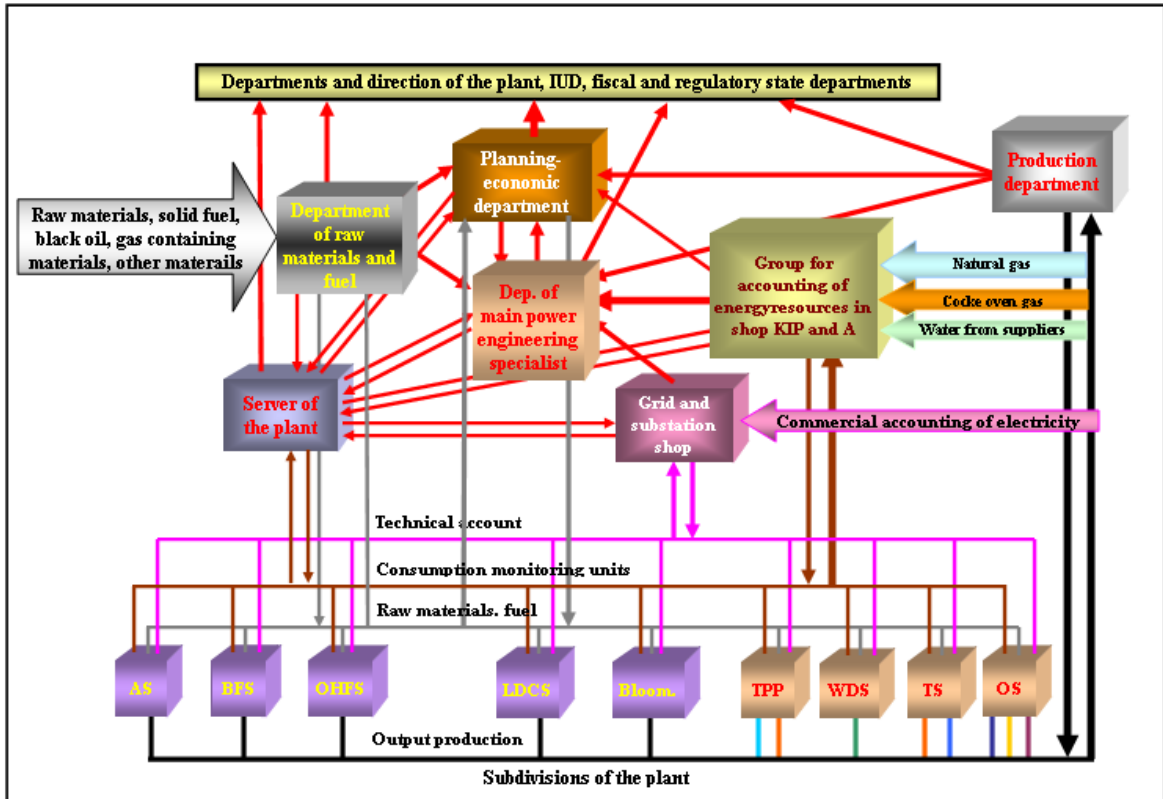 Departments and direction of the plant, IUD, fiscal and regulatory state departments
Planning-
economic
department
Production
department
Raw materials, solid fuel,
black oil, gas containing
materials, other materails
Department
of raw
materials and
fuel
Group for
accounting of
energyresources in
shop KIP and A
Natural gas
Cocke oven gas
Water from suppliers
Dep. of
main power
engineering
specialist
Server of
the plant
Grid and
substation
shop
Commercial accounting of electricity
Technical account
Consumption monitoring units
Raw materials. fuel
AS
BFS
OHFS
LDCS
Bloom.
TPP
WDS
TS
OS
Output production
Subdivisions of the plant